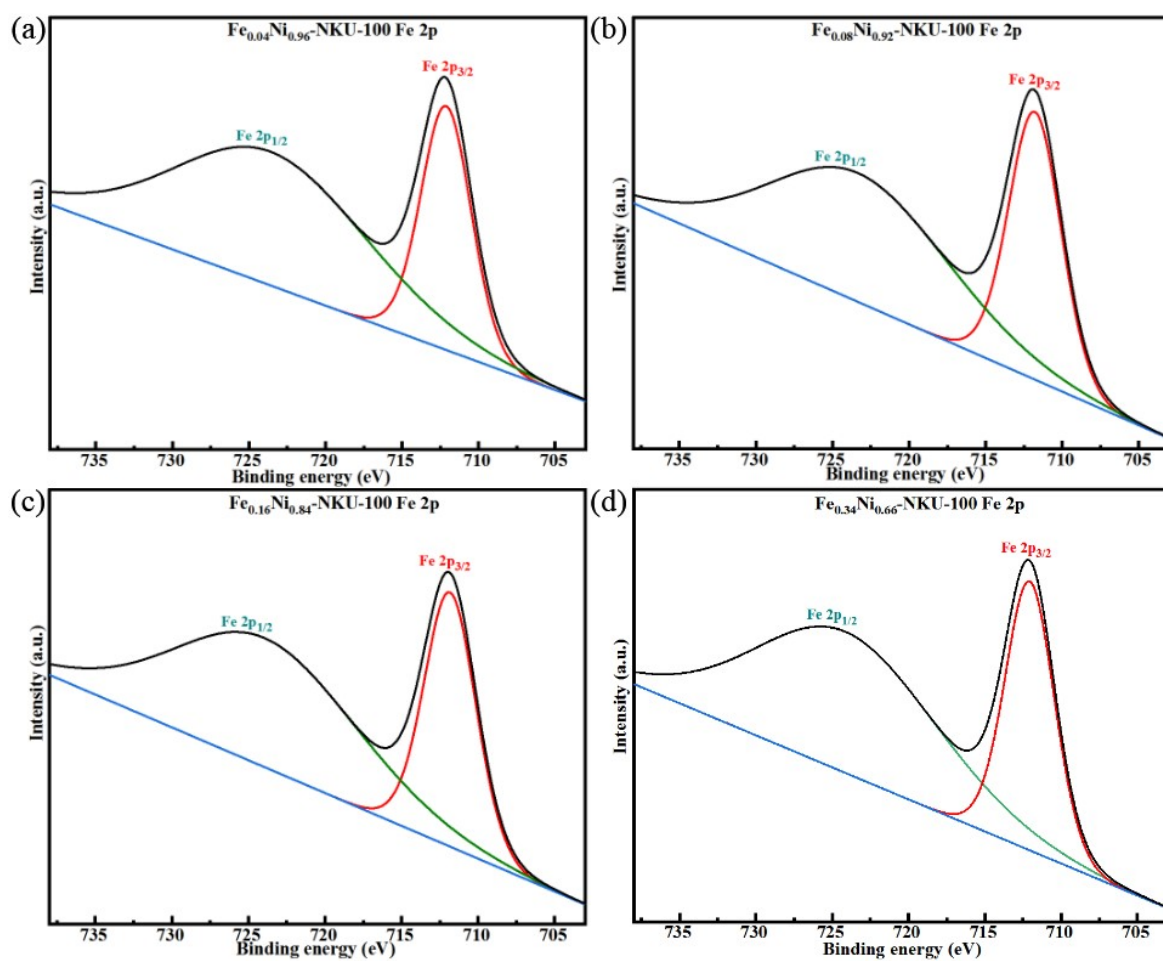 (a)
Fe0.04Ni0.96-NKU-100 Fe 2p
Fe 2p3/2
Fe 2p1/2
Intensity (a.u.)
735 730 725 720 715 710 705
Binding energy (eV)
(b)
Fe0.08Ni0.92-NKU-100 Fe 2p
Fe 2p3/2
Fe 2p1/2
Intensity (a.u.)
735 730 725 720 715 710 705
Binding energy (eV)
(c)
Fe0.16Ni0.84-NKU-100 Fe 2p
Fe 2p3/2
Fe 2p1/2
Intensity (a.u.)
735 730 725 720 715 710 705
Binding energy (eV)
(d)
Fe0.34Ni0.66-NKU-100 Fe 2p
Fe 2p3/2
Fe 2p1/2
Intensity (a.u.)
735 730 725 720 715 710 705
Binding energy (eV)